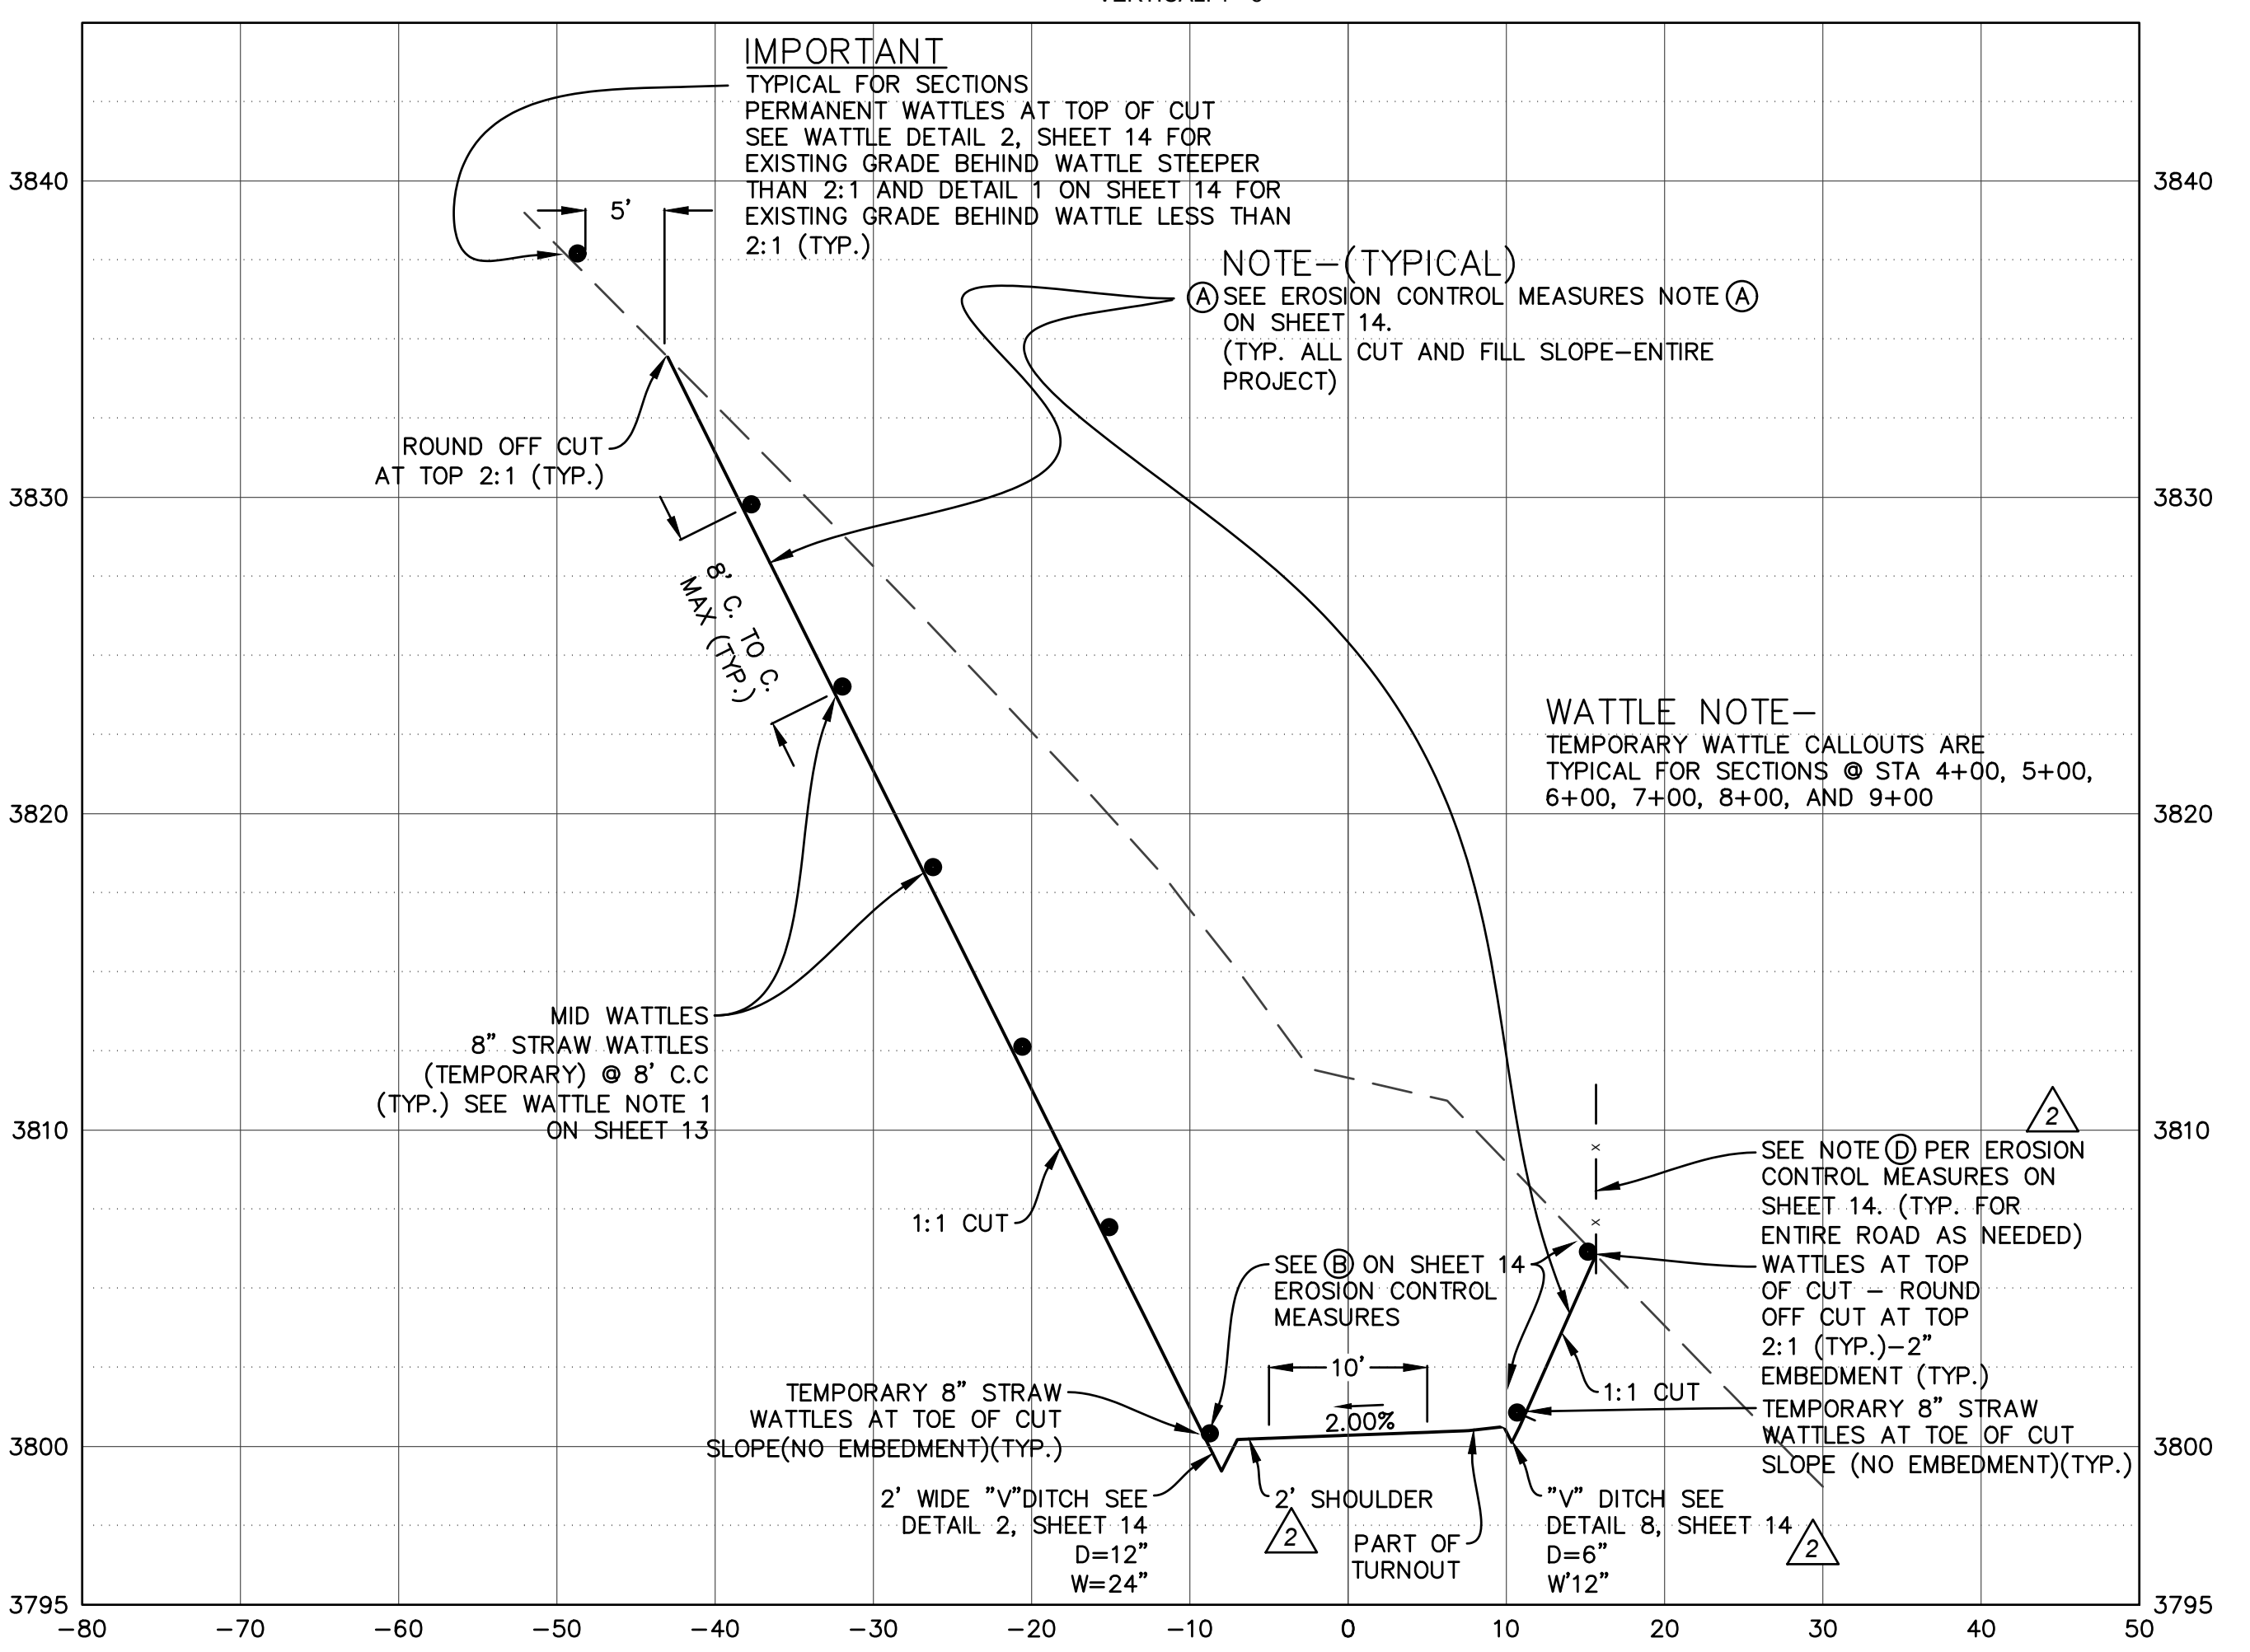 IMPORTANT
TYPICAL FOR SECTIONS
PERMANENT WATTLES AT TOP OF CUT
SEE WATTLE DETAIL 2, SHEET 14 FOR
EXISTING GRADE BEHIND WATTLE STEEPER
THAN 2:1 AND DETAIL 1 ON SHEET 14 FOR
EXISTING GRADE BEHIND WATTLE LESS THAN
2:1 (TYP.)
5'
NOTE-(TYPICAL)
A SEE EROSION CONTROL MEASURES NOTE A
ON SHEET 14.
(TYP. ALL CUT AND FILL SLOPE-ENTIRE
PROJECT)
ROUND OFF CUT
AT TOP 2:1 (TYP.)
8' C. TO C.
MAX (TYP.)
WATTLE NOTE-
TEMPORARY WATTLE CALLOUTS ARE
TYPICAL FOR SECTIONS @ STA 4+00, 5+00,
6+00, 7+00, 8+00, AND 9+00
MID WATTLES
8" STRAW WATTLES
(TEMPORARY) @ 8' C.C
(TYP.) SEE WATTLE NOTE 1
ON SHEET 13
1:1 CUT
2
SEE NOTE D PER EROSION
CONTROL MEASURES ON
SHEET 14. (TYP. FOR
ENTIRE ROAD AS NEEDED)
WATTLES AT TOP
OF CUT - ROUND
OFF CUT AT TOP
2:1 (TYP.)-2"
EMBEDMENT (TYP.)
TEMPORARY 8" STRAW
WATTLES AT TOE OF CUT
SLOPE (NO EMBEDMENT)(TYP.)
x
x
SEE B ON SHEET 14
EROSION CONTROL
MEASURES
10'
2.00%
1:1 CUT
TEMPORARY 8" STRAW
WATTLES AT TOE OF CUT
SLOPE(NO EMBEDMENT)(TYP.)
2' WIDE "V"DITCH SEE
DETAIL 2, SHEET 14
D=12"
W=24"
2' SHOULDER
2
PART OF
TURNOUT
"V" DITCH SEE
DETAIL 8, SHEET 14
D=6"
W'12"
2
3840
3830
3820
3810
3800
3795
3840
3830
3820
3810
3800
3795
-80 -70 -60 -50 -40 -30 -20 -10 0 10 20 30 40 50